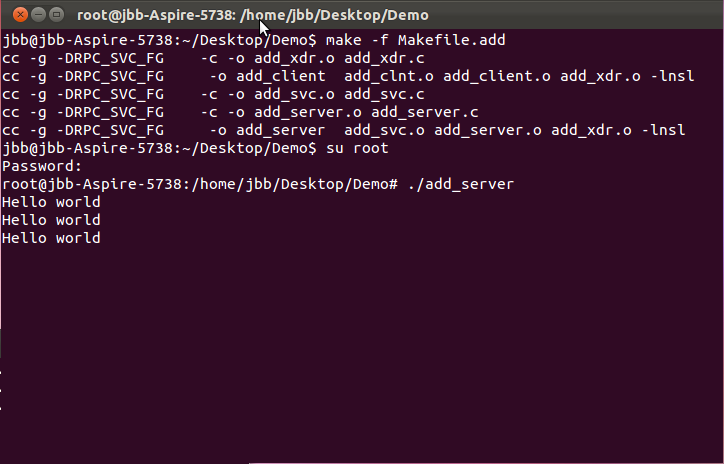 root@jbb-Aspire-5738: /home/jbb/Desktop/Demo
jbb@jbb-Aspire-5738:~/Desktop/Demo$ make -f Makefile.add
cc -g -DRPC_SVC_FG    -c -o add_xdr.o add_xdr.c
cc -g -DRPC_SVC_FG     -o add_client  add_clnt.o add_client.o add_xdr.o -lnsl
cc -g -DRPC_SVC_FG    -c -o add_svc.o add_svc.c
cc -g -DRPC_SVC_FG    -c -o add_server.o add_server.c
cc -g -DRPC_SVC_FG     -o add_server  add_svc.o add_server.o add_xdr.o -lnsl
jbb@jbb-Aspire-5738:~/Desktop/Demo$ su root
Password:
root@jbb-Aspire-5738:/home/jbb/Desktop/Demo# ./add_server
Hello world
Hello world
Hello world